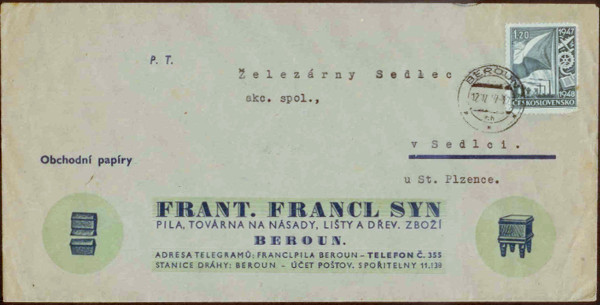 P. T.
Železárny Sedlec
akc. spol.,
v Sedlci.
u St. Plzence.
Obchodní papíry
1.20
1947
1948
ČESKOSLOVENSKO
BEROUN
FRANT. FRANCL SYN
PILA, TOVÁRNA NA NÁSADY, LIŠTY A DŘEV. ZBOŽÍ
BEROUN.
ADRESA TELEGRAMŮ: FRANCLPILA BEROUN – TELEFON Č. 355
STANICE DRÁHY: BEROUN – ÚČET POŠTOV. SPOŘITELNY 11.120